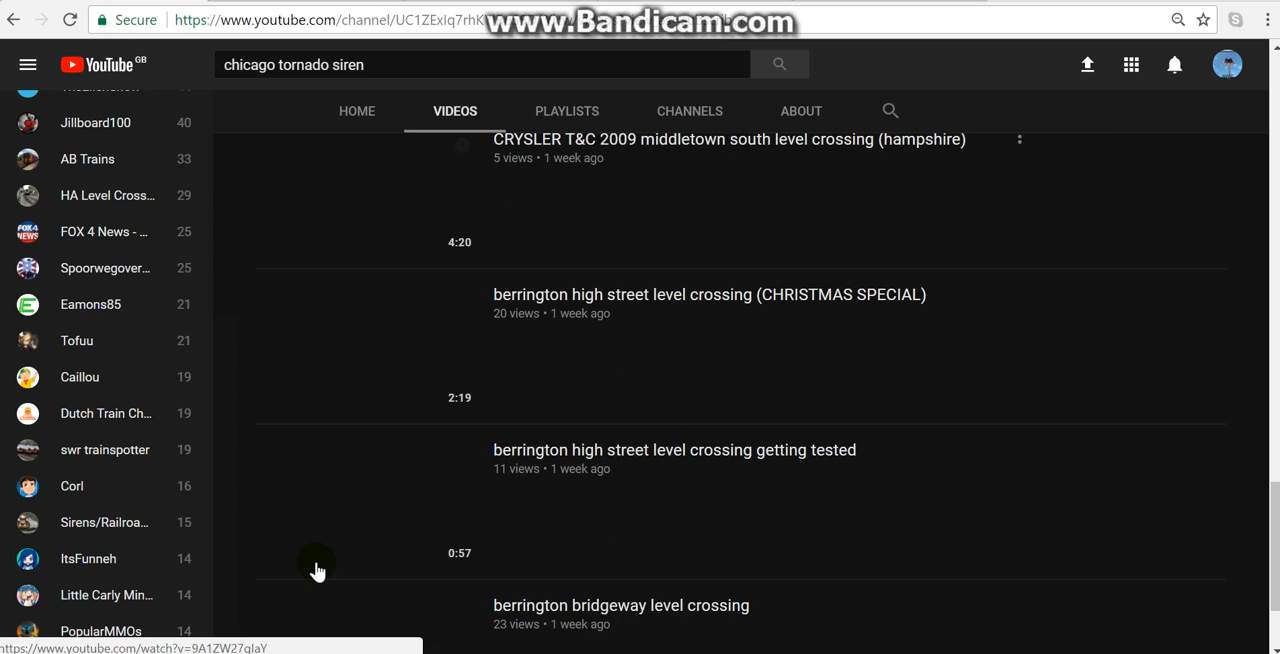 Secure
https://www.youtube.com/channel/UC1ZExIq7rhK
www.Bandicam.com
YouTube GB
chicago tornado siren
HOME
VIDEOS
PLAYLISTS
CHANNELS
ABOUT
Jillboard100 40
AB Trains 33
HA Level Cross... 29
FOX 4 News - ... 25
Spoorwegover... 25
Eamons85 21
Tofuu 21
Caillou 19
Dutch Train Ch... 19
swr trainspotter 19
Corl 16
Sirens/Railroa... 15
ItsFunneh 14
Little Carly Min... 14
PopularMMOs 14
CRYSLER T&C 2009 middletown south level crossing (hampshire)
5 views • 1 week ago
4:20
berrington high street level crossing (CHRISTMAS SPECIAL)
20 views • 1 week ago
2:19
berrington high street level crossing getting tested
11 views • 1 week ago
0:57
berrington bridgeway level crossing
23 views • 1 week ago
https://www.youtube.com/watch?v=9A1ZW27qIaY